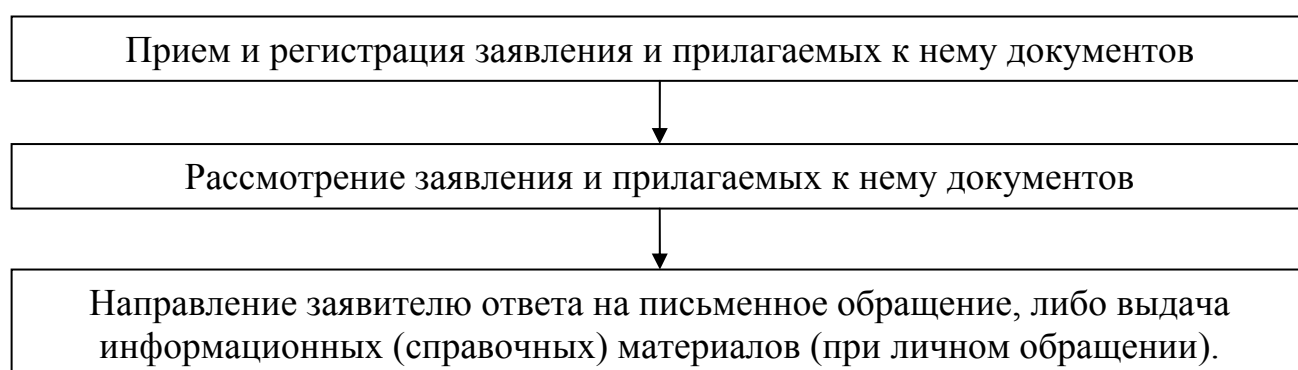 Прием и регистрация заявления и прилагаемых к нему документов
Рассмотрение заявления и прилагаемых к нему документов
Направление заявителю ответа на письменное обращение, либо выдача
информационных (справочных) материалов (при личном обращении).